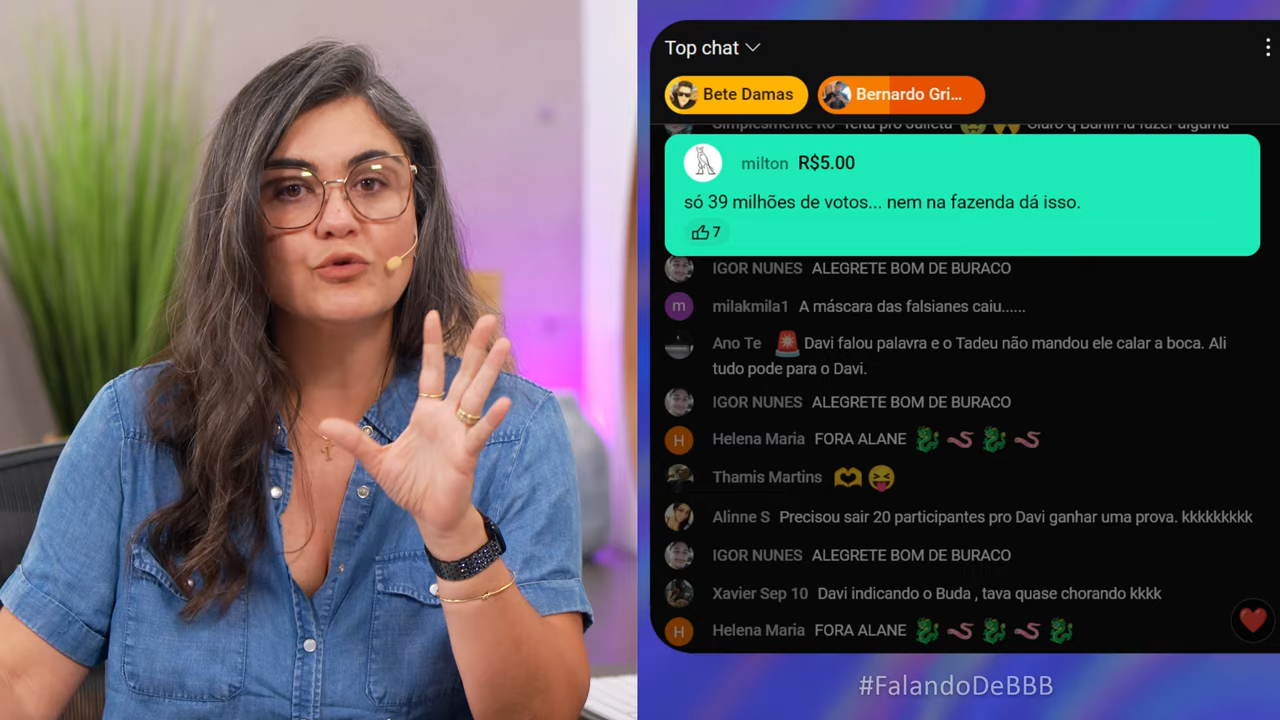 Top chat
Bete Damas
Bernardo Gri...
Simplesmente Ro
milton R$5.00
só 39 milhões de votos... nem na fazenda dá isso.
7
IGOR NUNES ALEGRETE BOM DE BURACO
milakmila1 A máscara das falsianes caiu......
Ano Te 🚨 Davi falou palavra e o Tadeu não mandou ele calar a boca. Ali
tudo pode para o Davi.
IGOR NUNES ALEGRETE BOM DE BURACO
Helena Maria FORA ALANE 🐉 🪱 🐉 🪱
Thamis Martins 🫶 😝
Alinne S Precisou sair 20 participantes pro Davi ganhar uma prova. kkkkkkkkk
IGOR NUNES ALEGRETE BOM DE BURACO
Xavier Sep 10 Davi indicando o Buda , tava quase chorando kkkk
Helena Maria FORA ALANE 🐉 🪱 🐉 🪱 🐉
#FalandoDeBBB